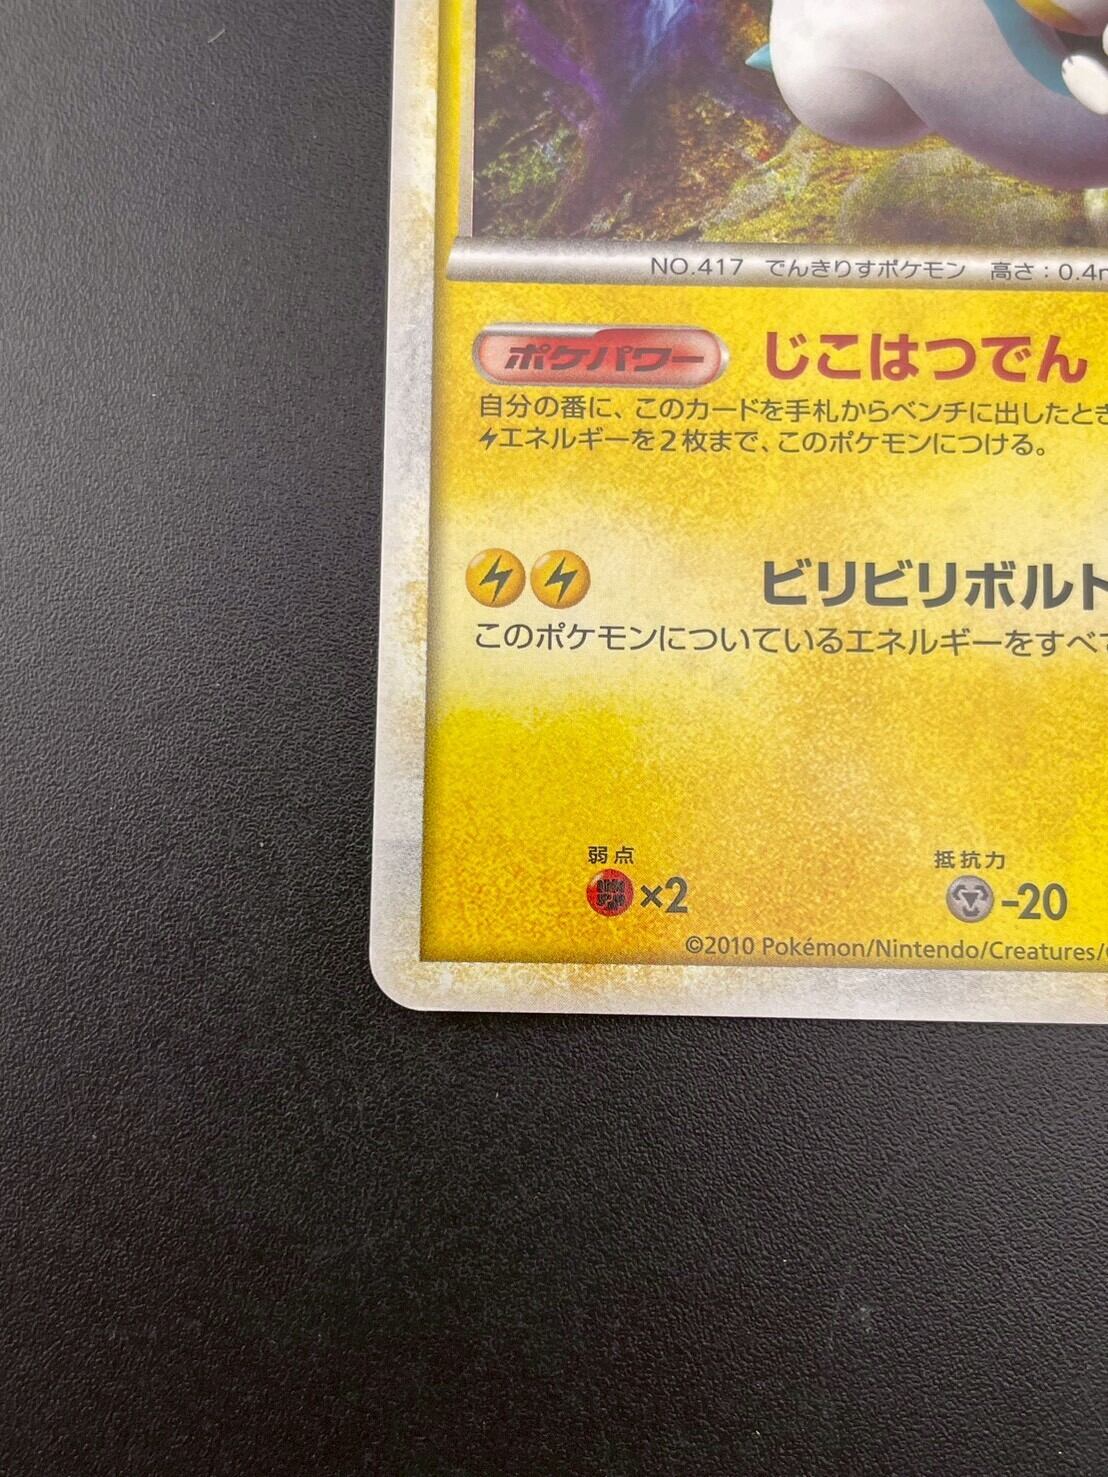 NO.417 でんきりすポケモン 高さ：0.4m
ポケパワー じこはつでん
自分の番に、このカードを手札からベンチに出したとき
エネルギーを2枚まで、このポケモンにつける。
ビリビリボルト
このポケモンについているエネルギーをすべて
弱点 抵抗力
×2 -20
©2010 Pokémon/Nintendo/Creatures/